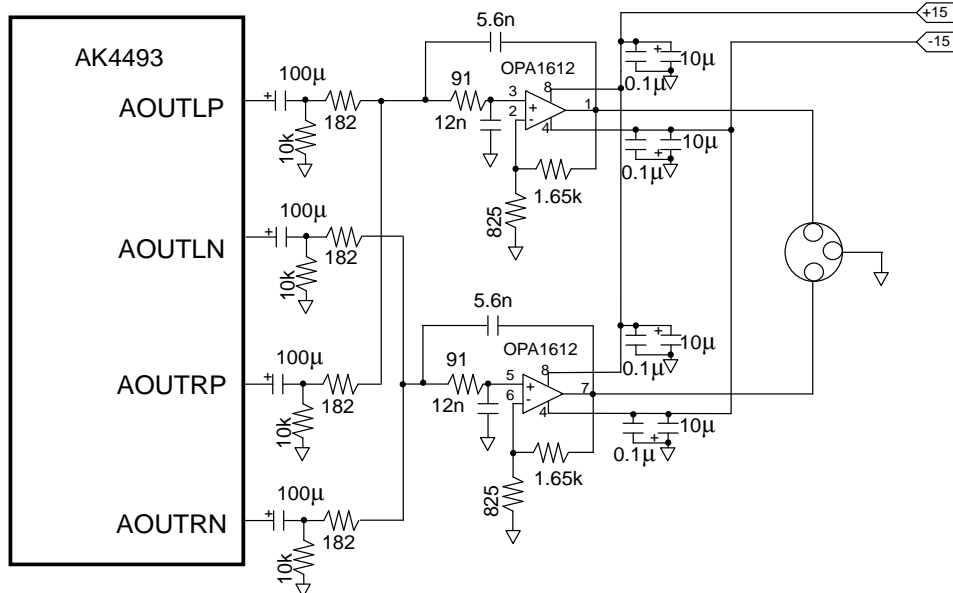 +15
-15
5.6n
AK4493
OPA1612
10µ
0.1µ
100µ
91
8
AOUTLP
+
182
12n
3
2
+
-
1
4
10k
10µ
0.1µ
1.65k
825
100µ
AOUTLN
+
182
10k
5.6n
10µ
0.1µ
100µ
OPA1612
91
8
AOUTRP
+
182
12n
5
6
+
-
7
4
10k
10µ
0.1µ
1.65k
825
100µ
AOUTRN
+
182
10k